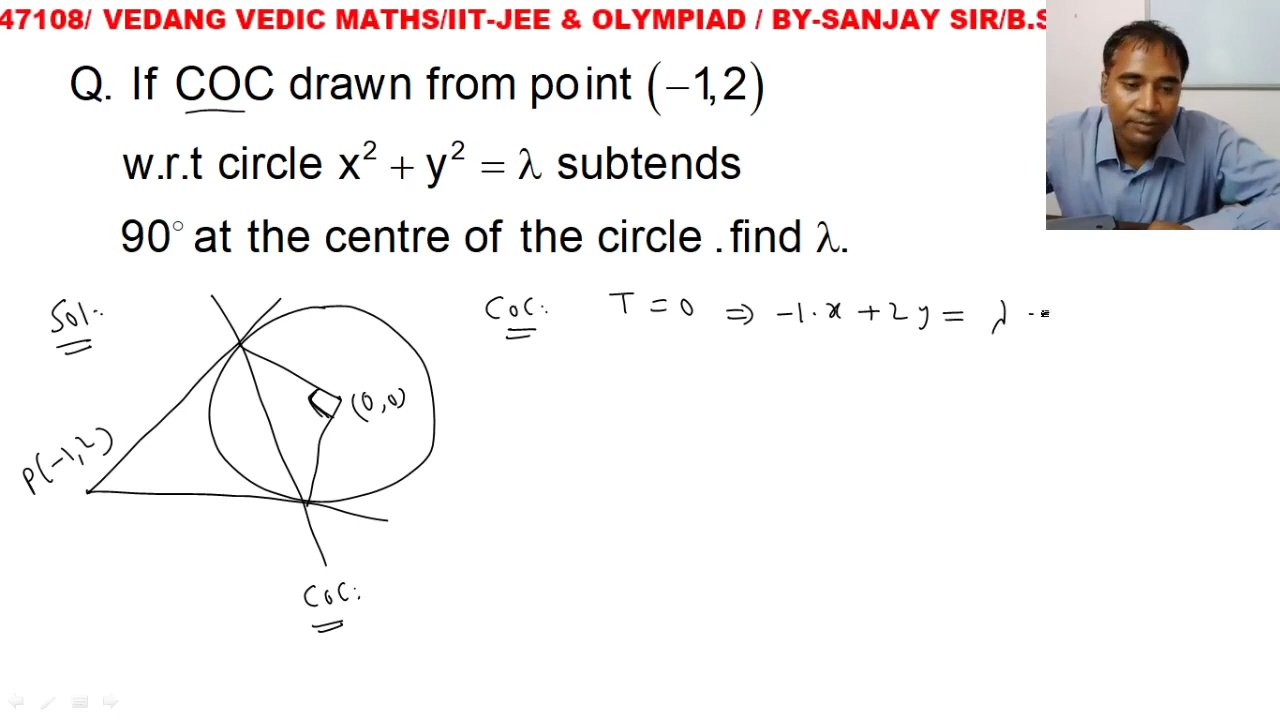 47108/ VEDANG VEDIC MATHS/IIT-JEE & OLYMPIAD / BY-SANJAY SIR/B.S
Q. If COC drawn from point (−1,2)
w.r.t circle x² + y² = λ subtends
90° at the centre of the circle .find λ.
Sol:-
COC: T = 0 ⇒ -1·x + 2y = λ
(0,0)
P(-1,2)
COC: